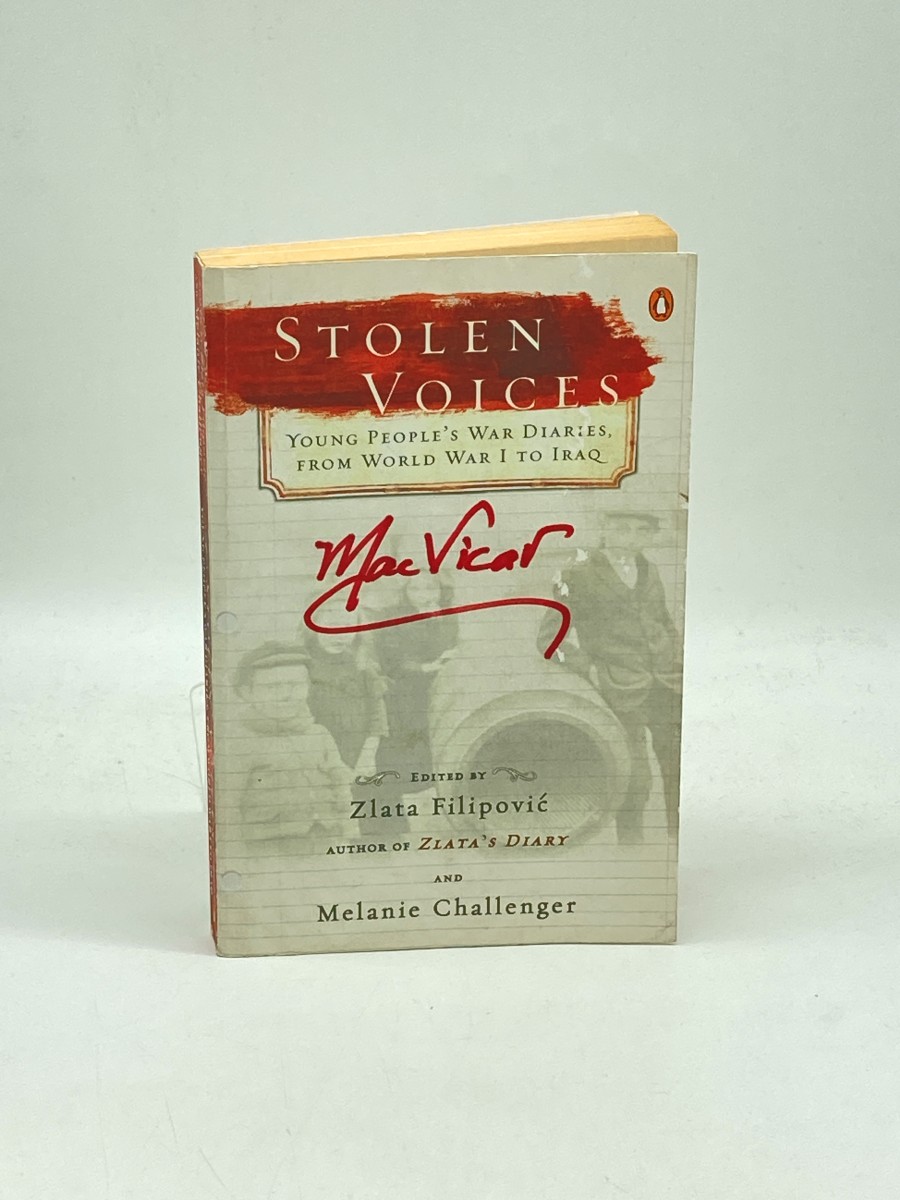 STOLEN
VOICES
YOUNG PEOPLE'S WAR DIARIES,
FROM WORLD WAR I TO IRAQ
MacVicar
EDITED BY
Zlata Filipović
AUTHOR OF ZLATA'S DIARY
AND
Melanie Challenger